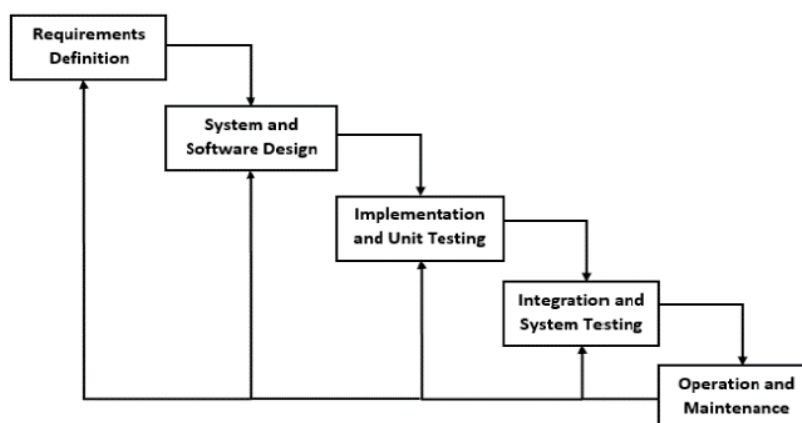 Requirements
Definition
System and
Software Design
Implementation
and Unit Testing
Integration and
System Testing
Operation and
Maintenance